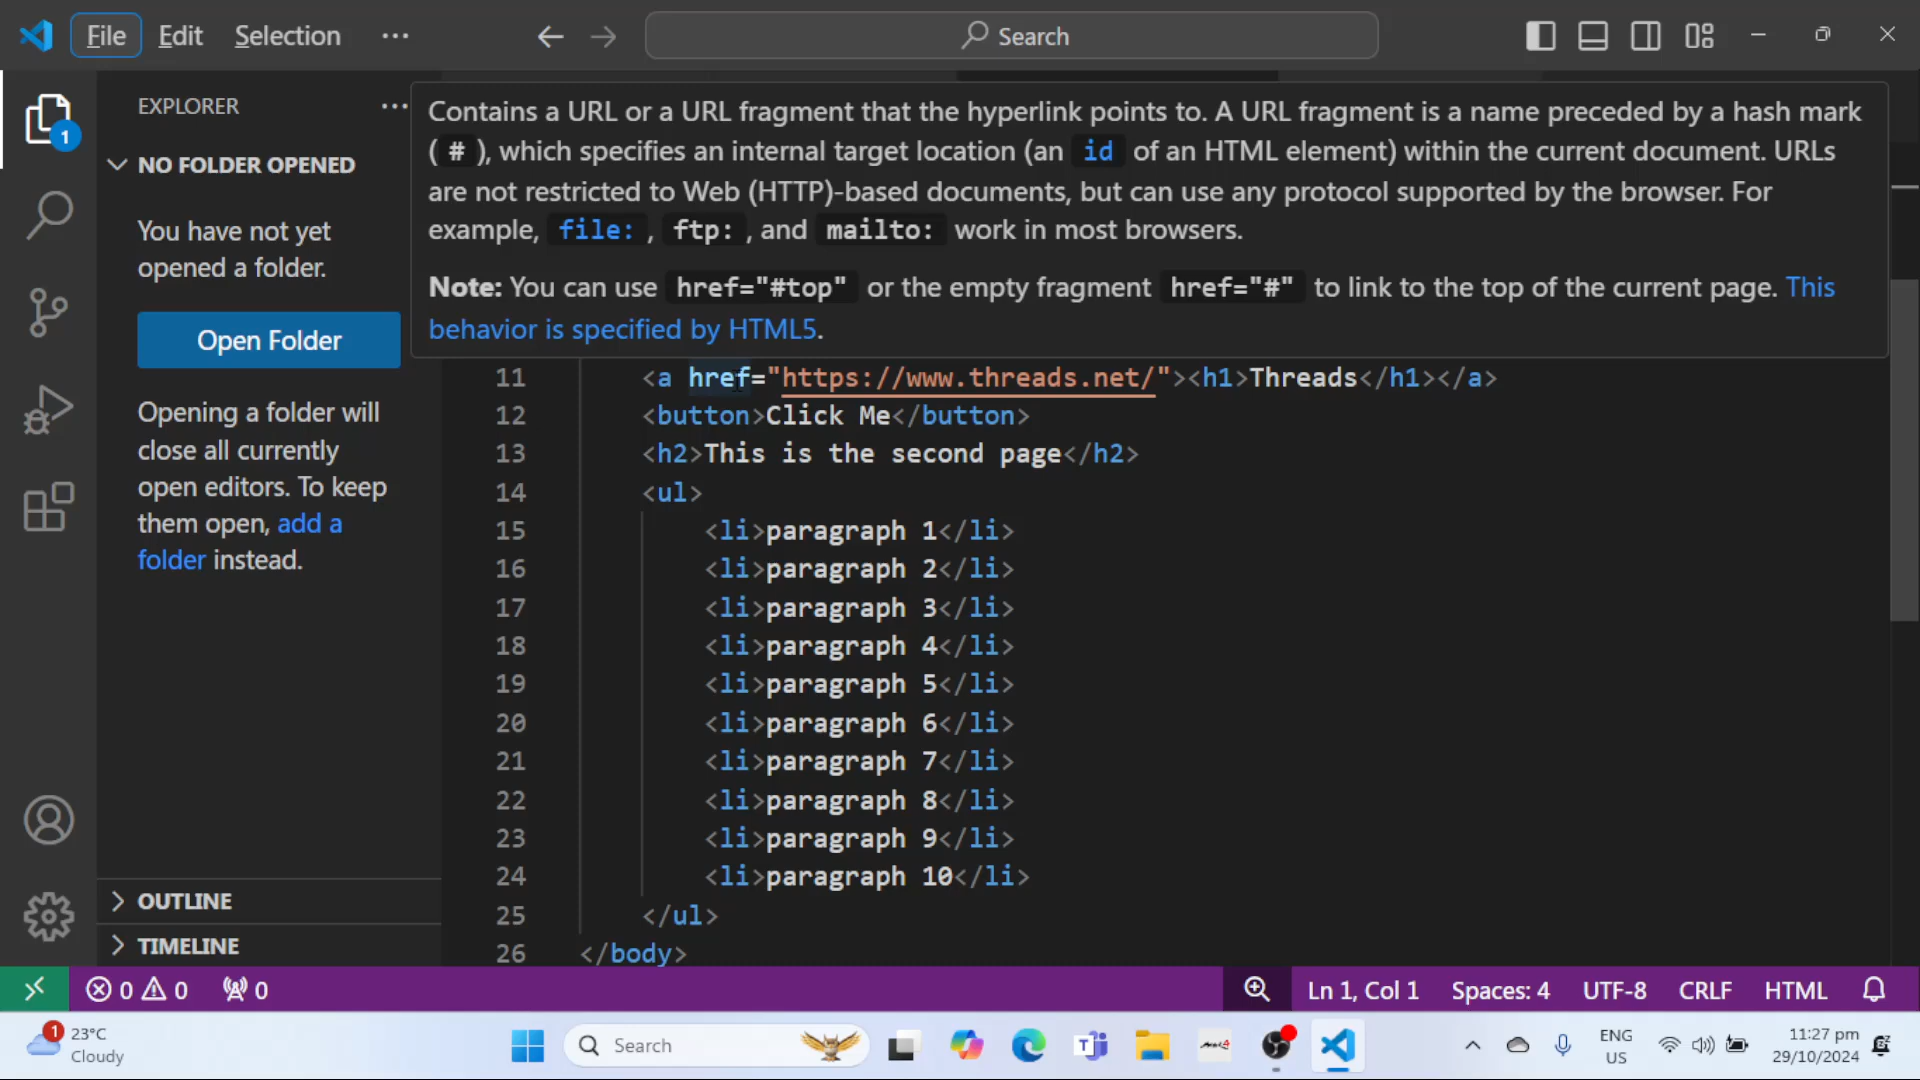 File Edit Selection ··· Search
EXPLORER ···
NO FOLDER OPENED
You have not yet
opened a folder.
Open Folder
Opening a folder will
close all currently
open editors. To keep
them open, add a
folder instead.
OUTLINE
TIMELINE
Contains a URL or a URL fragment that the hyperlink points to. A URL fragment is a name preceded by a hash mark
( # ), which specifies an internal target location (an id of an HTML element) within the current document. URLs
are not restricted to Web (HTTP)-based documents, but can use any protocol supported by the browser. For
example, file: , ftp: , and mailto: work in most browsers.
Note: You can use href="#top" or the empty fragment href="#" to link to the top of the current page. This
behavior is specified by HTML5.
11 <a href="https://www.threads.net/"><h1>Threads</h1></a>
12 <button>Click Me</button>
13 <h2>This is the second page</h2>
14 <ul>
15 <li>paragraph 1</li>
16 <li>paragraph 2</li>
17 <li>paragraph 3</li>
18 <li>paragraph 4</li>
19 <li>paragraph 5</li>
20 <li>paragraph 6</li>
21 <li>paragraph 7</li>
22 <li>paragraph 8</li>
23 <li>paragraph 9</li>
24 <li>paragraph 10</li>
25 </ul>
26 </body>
0 0 0 Ln 1, Col 1 Spaces: 4 UTF-8 CRLF HTML
1 23°C
Cloudy
Search
ENG
US
11:27 pm
29/10/2024